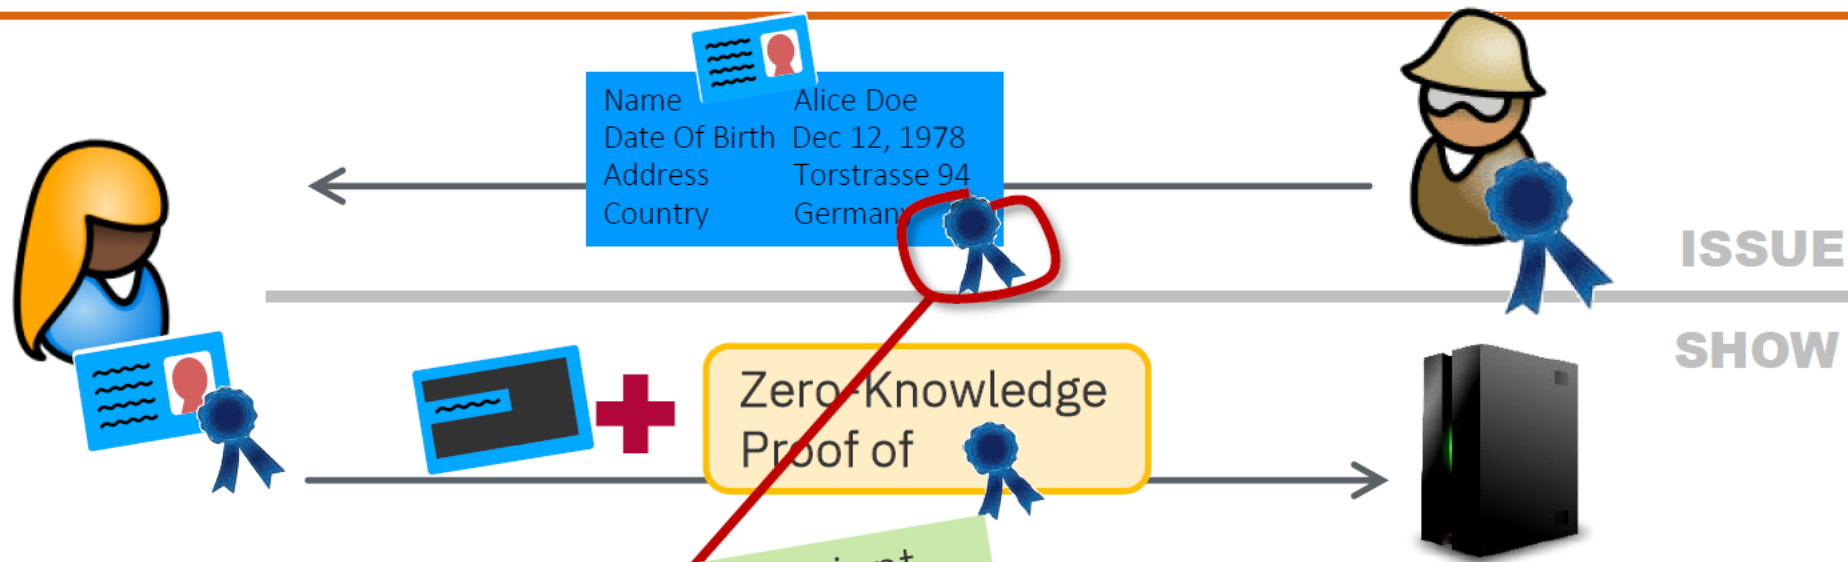 Name Alice Doe
Date Of Birth Dec 12, 1978
Address Torstrasse 94
Country Germany
ISSUE
SHOW
Zero-Knowledge
Proof of